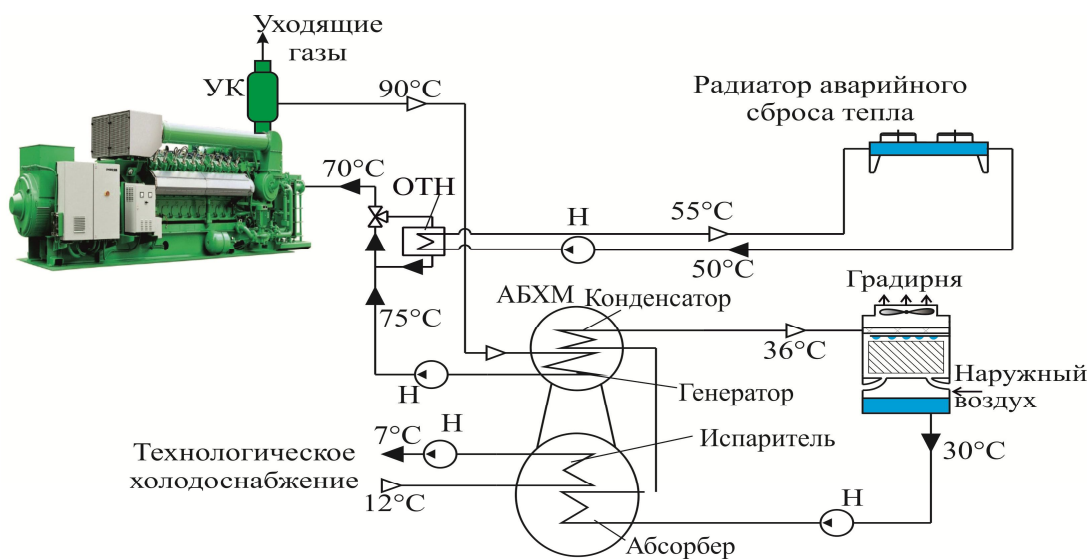 Уходящие
газы
УК
90°C
Радиатор аварийного
сброса тепла
70°C
ОТН
Н
55°C
50°C
Градирня
АБХМ
Конденсатор
75°C
36°C
Наружный
воздух
Н
Генератор
7°C
Н
Испаритель
30°C
Технологическое
холодоснабжение
12°C
Н
Абсорбер